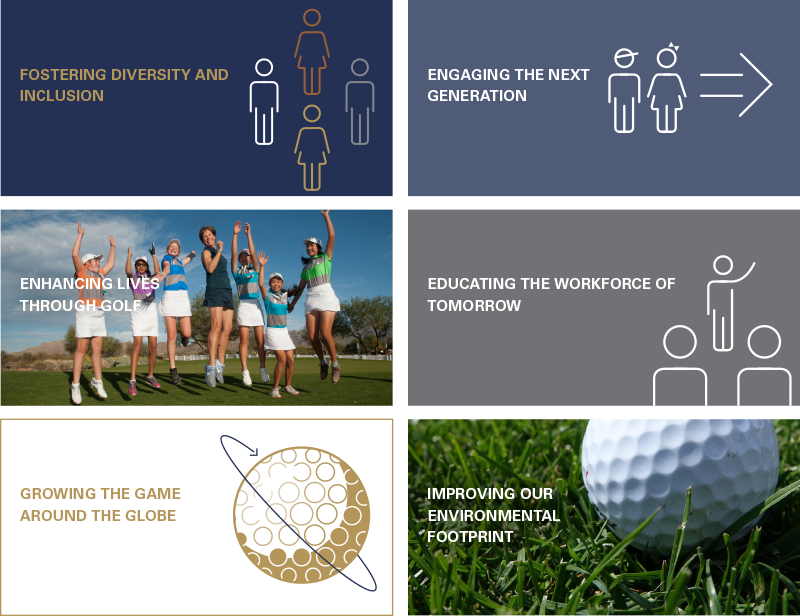 FOSTERING DIVERSITY AND
INCLUSION
ENGAGING THE NEXT
GENERATION
ENHANCING LIVES
THROUGH GOLF
EDUCATING THE WORKFORCE OF
TOMORROW
GROWING THE GAME
AROUND THE GLOBE
IMPROVING OUR
ENVIRONMENTAL
FOOTPRINT